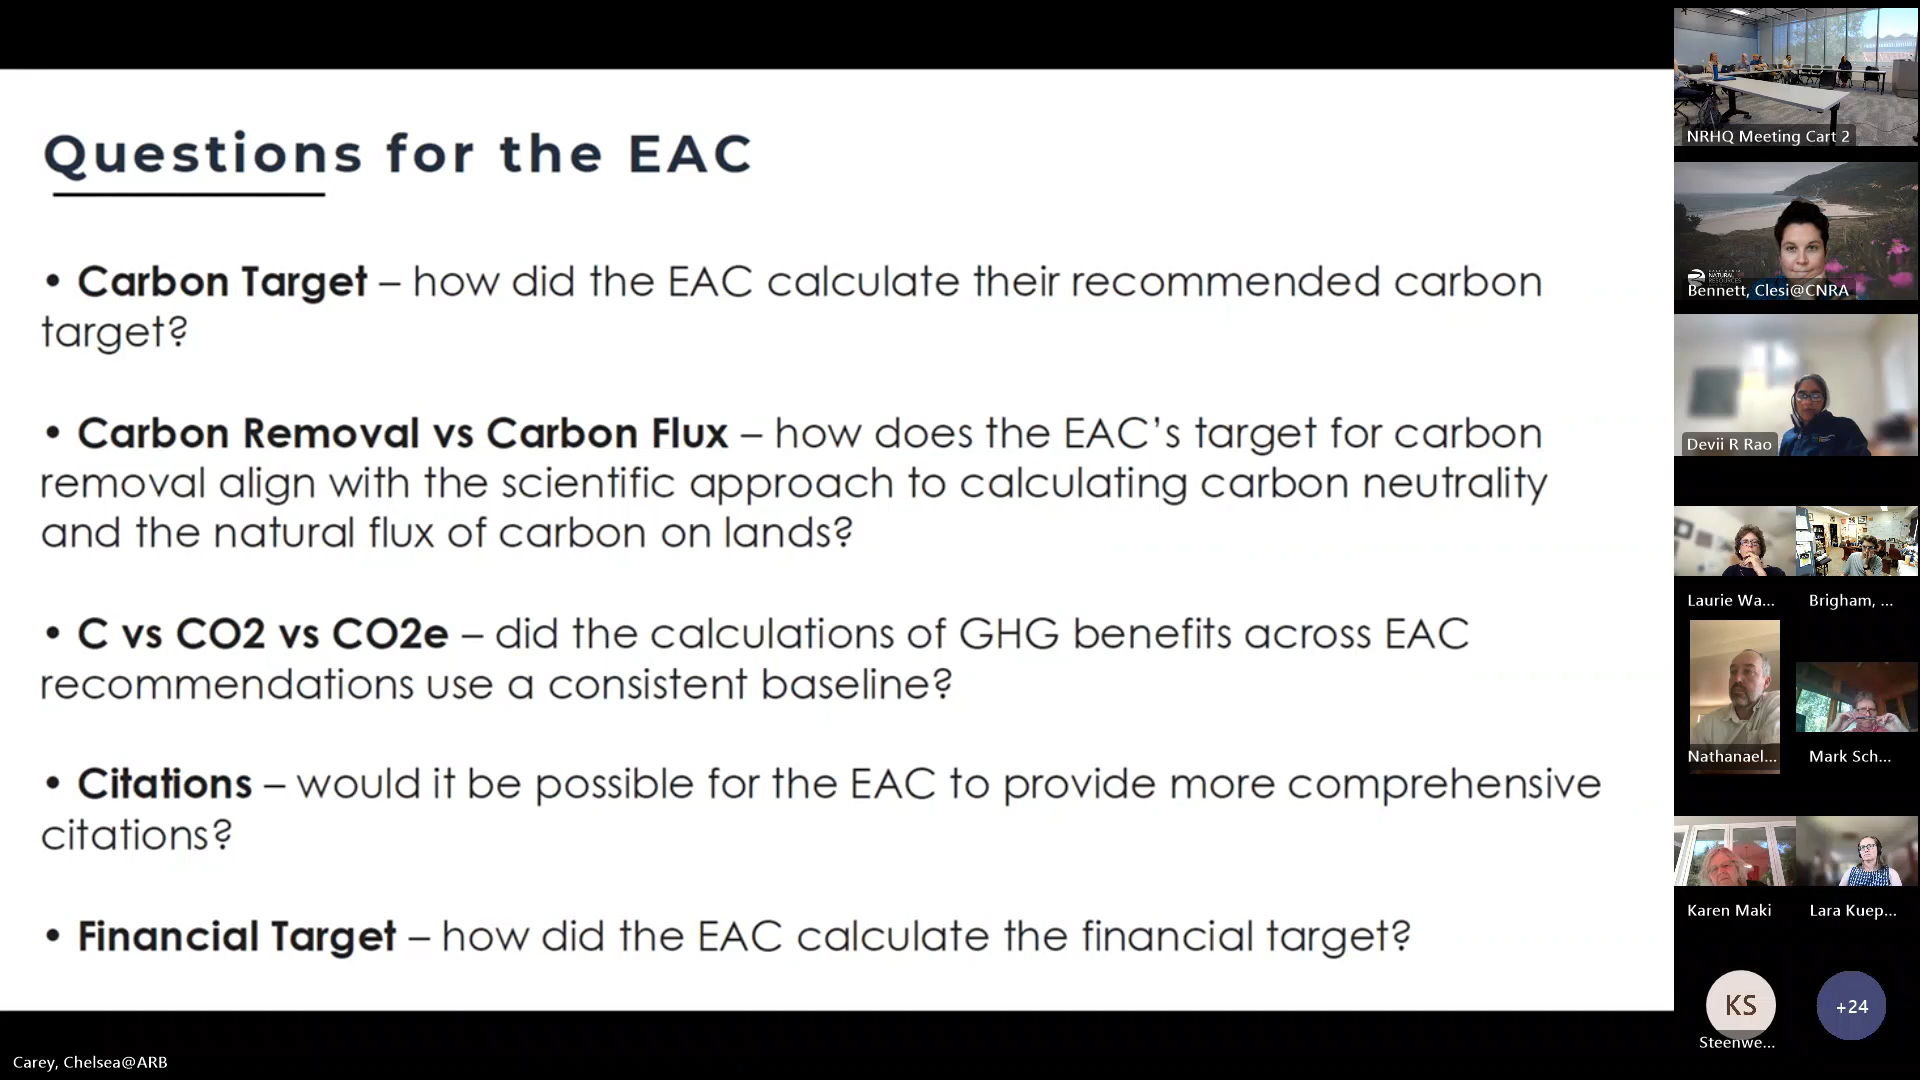 Questions for the EAC
• Carbon Target – how did the EAC calculate their recommended carbon
target?
• Carbon Removal vs Carbon Flux – how does the EAC's target for carbon
removal align with the scientific approach to calculating carbon neutrality
and the natural flux of carbon on lands?
• C vs CO2 vs CO2e – did the calculations of GHG benefits across EAC
recommendations use a consistent baseline?
• Citations – would it be possible for the EAC to provide more comprehensive
citations?
• Financial Target – how did the EAC calculate the financial target?
Carey, Chelsea@ARB
NRHQ Meeting Cart 2
Bennett, Clesi@CNRA
Devii R Rao
Laurie Wa...
Brigham, ...
Nathanael...
Mark Sch...
Karen Maki
Lara Kuep...
KS
Steenwe...
+24